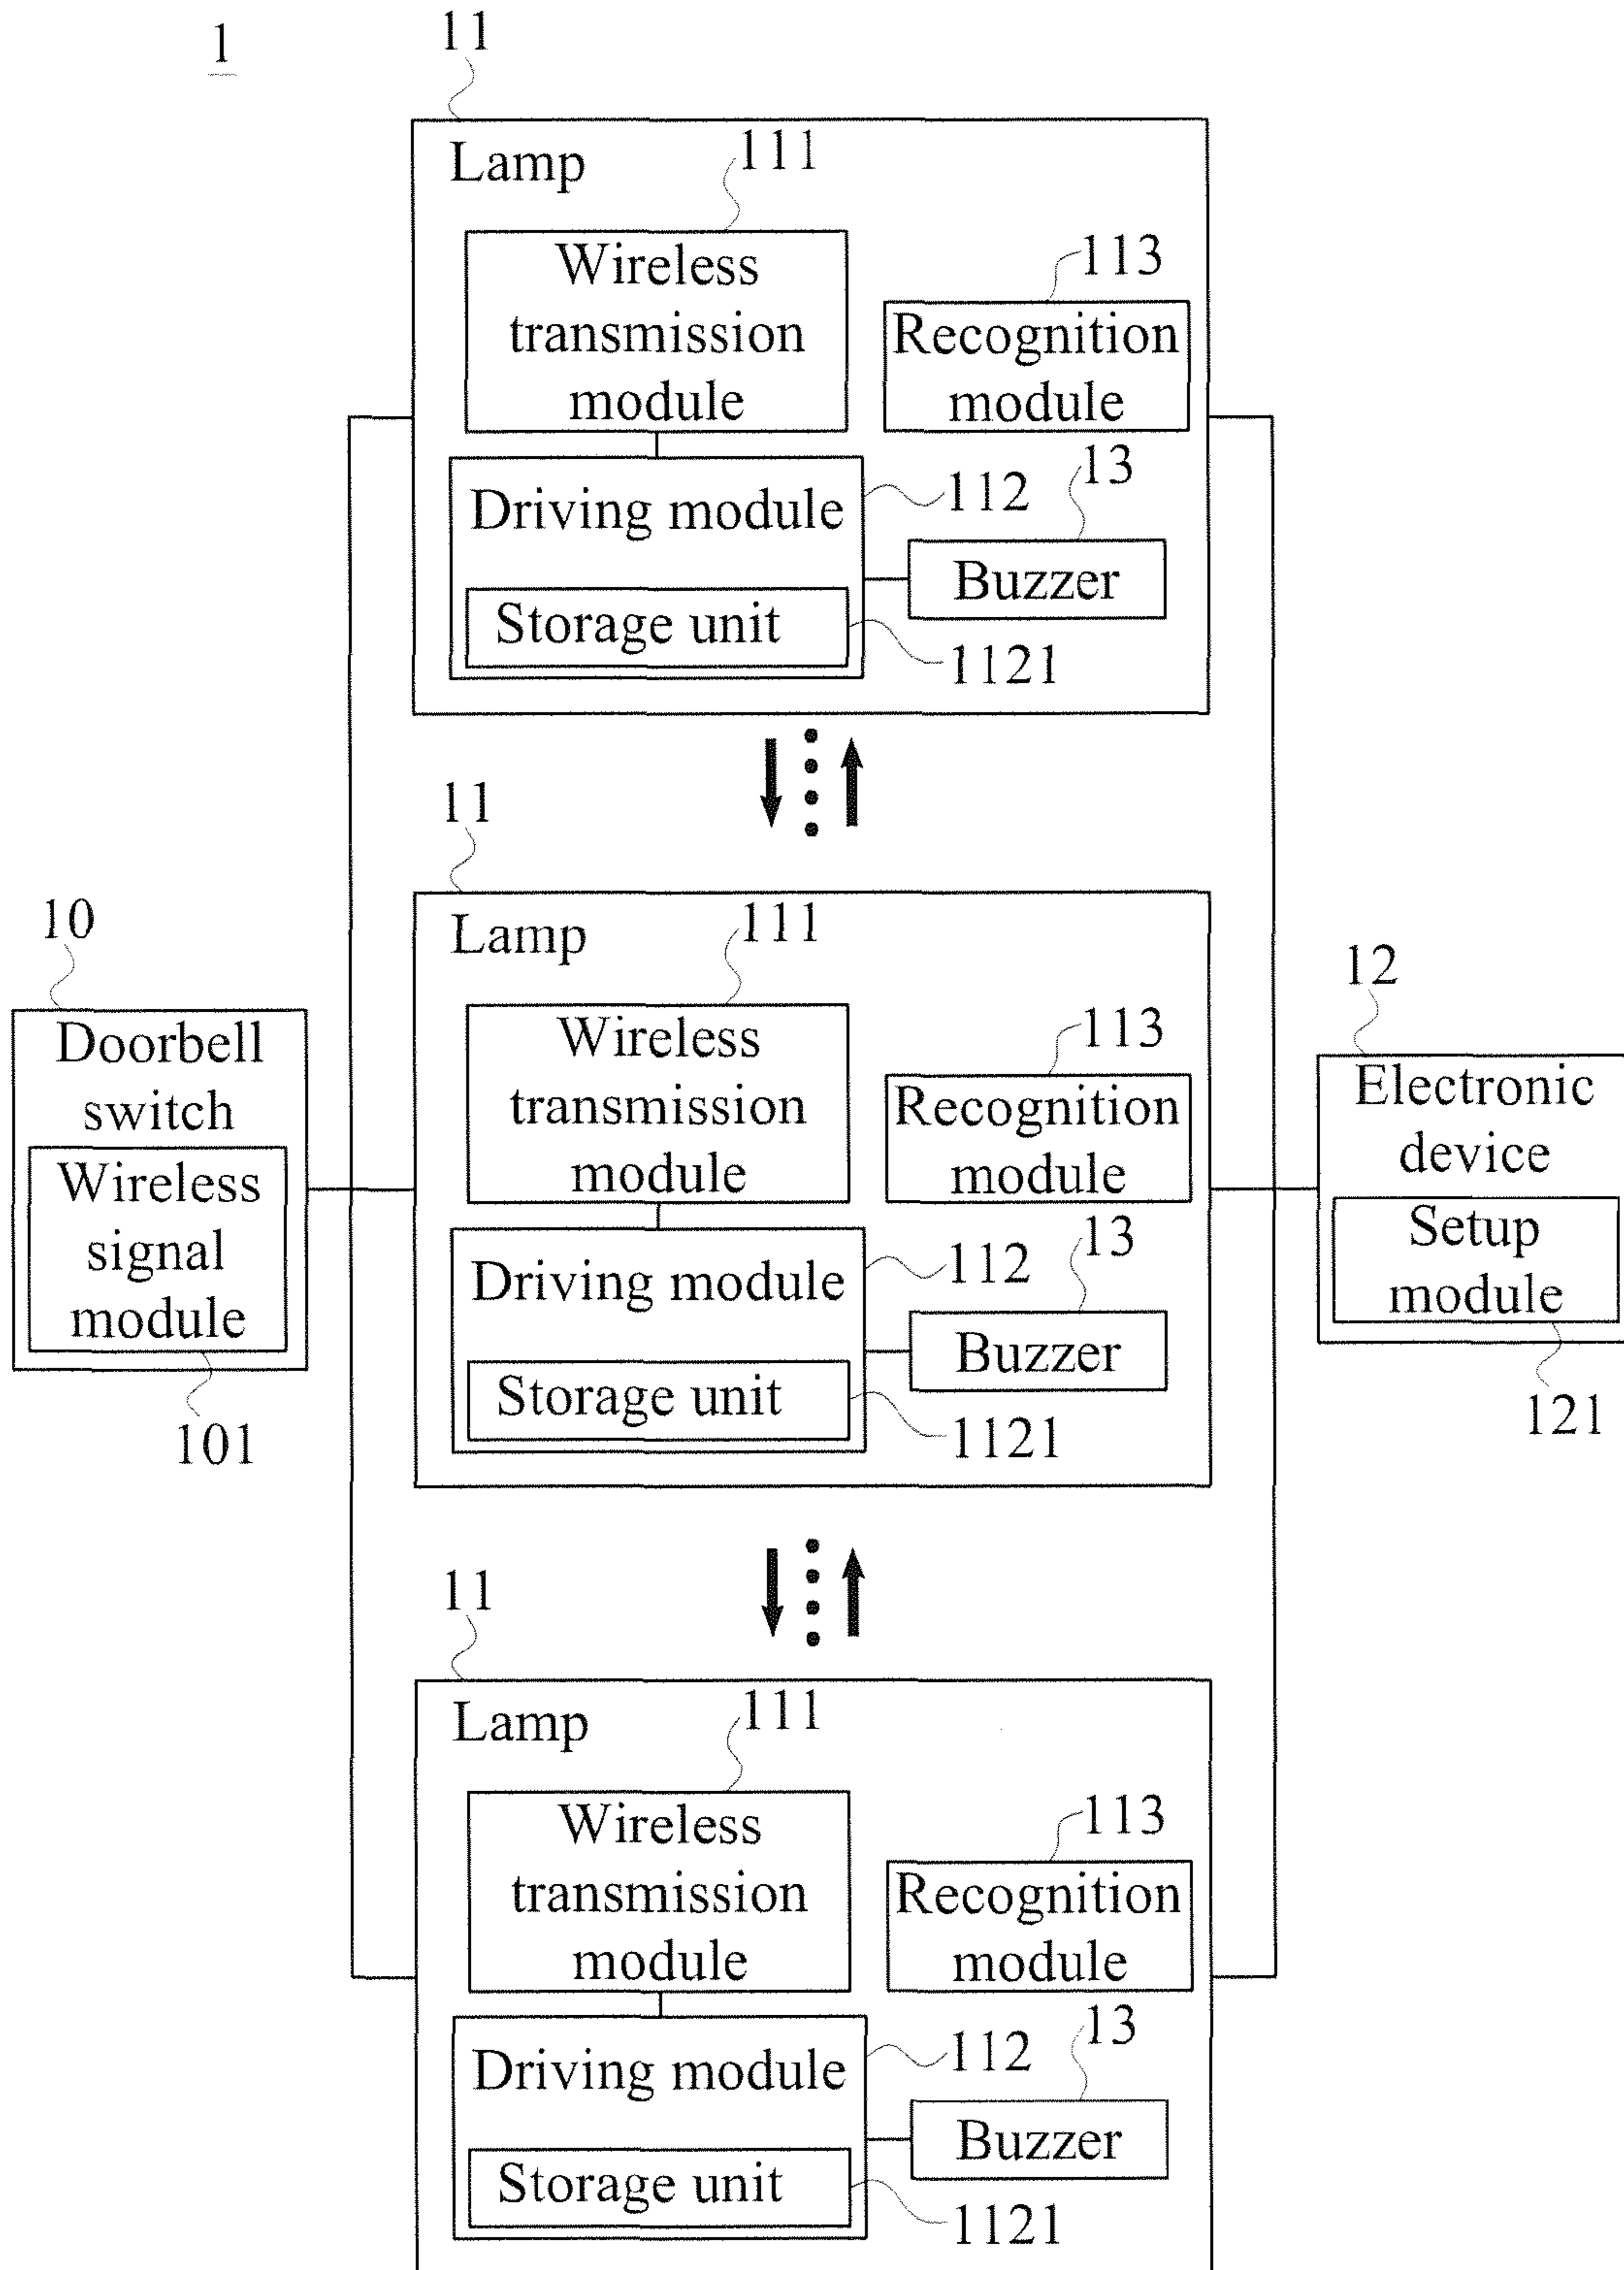 1
11
Lamp
111
Wireless
transmission
module
113
Recognition
module
Driving module
112
13
Buzzer
Storage unit
1121
11
Lamp
111
Wireless
transmission
module
113
Recognition
module
Driving module
112
13
Buzzer
Storage unit
1121
10
Doorbell
switch
Wireless
signal
module
101
12
Electronic
device
Setup
module
121
11
Lamp
111
Wireless
transmission
module
113
Recognition
module
Driving module
112
13
Buzzer
Storage unit
1121